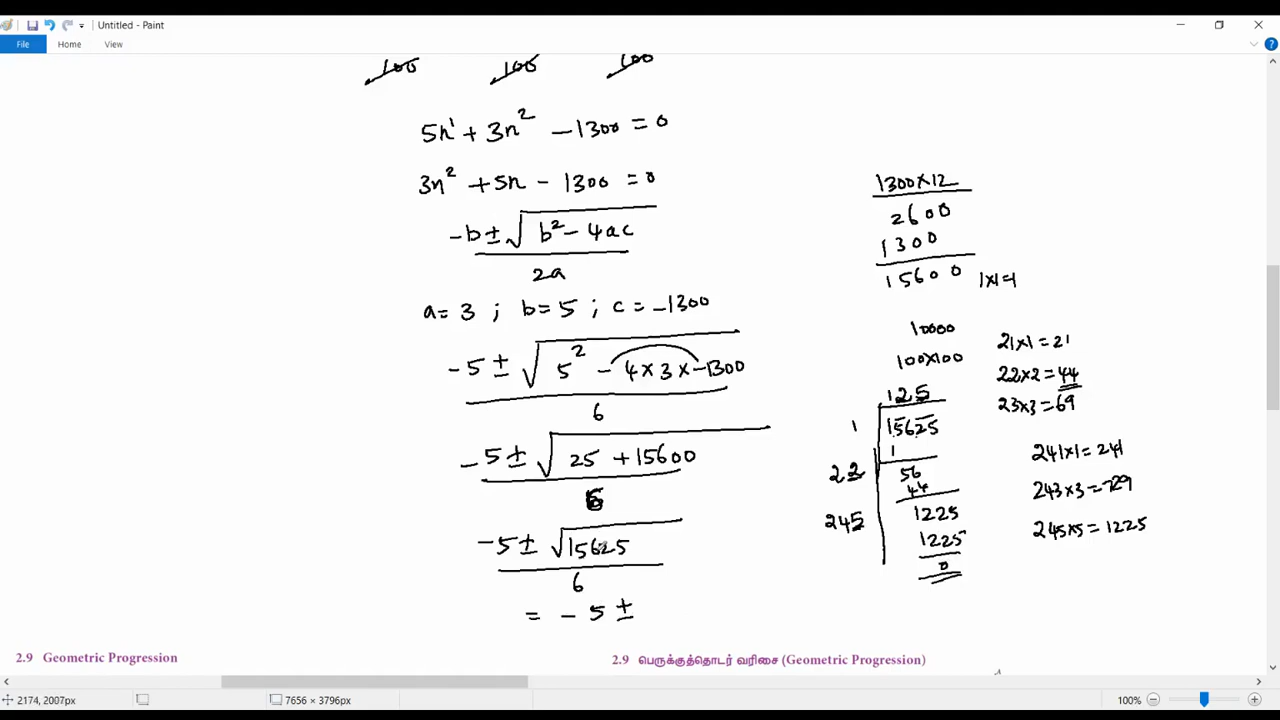 Untitled - Paint
File Home View
100 100 100
5n¹ + 3n² - 1300 = 0
3n² + 5n - 1300 = 0
-b ± √b² - 4ac
2a
a = 3 ; b = 5 ; c = -1300
-5 ± √5² - 4 × 3 × -1300
6
-5 ± √25 + 15600
6
-5 ± √15625
6
= - 5 ±
1300 × 12
2600
1300
15600
1×1=1
10000
100×100
125
1 15625
1
22 56
44
245 1225
1225
0
21×1 = 21
22×2 = 44
23×3 = 69
241×1 = 241
243×3 = 729
245×5 = 1225
2.9 Geometric Progression
2.9 பெருக்குத்தொடர் வரிசை (Geometric Progression)
2174, 2007px
7656 × 3796px
100%